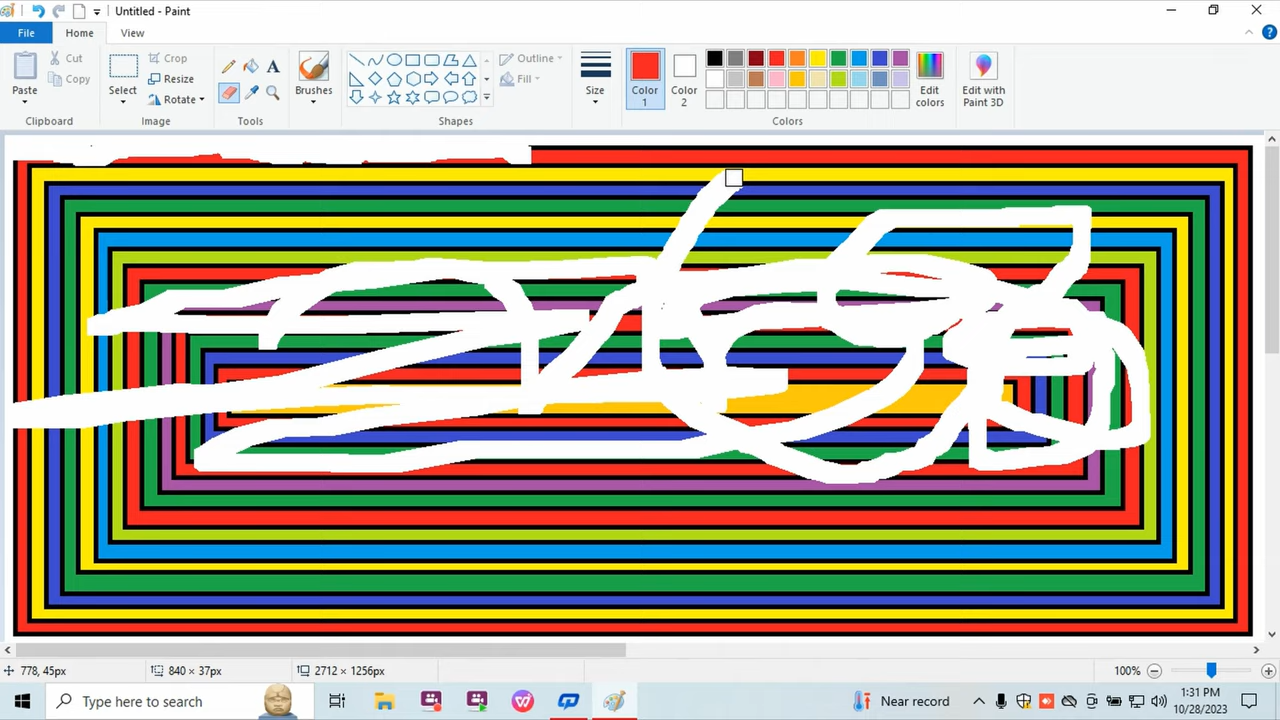 Untitled - Paint
File Home View
Paste
Cut
Copy
Clipboard
Select
Crop
Resize
Rotate
Image
A
Tools
Brushes
Outline
Fill
Shapes
Size
Color 1
Color 2
Edit colors
Edit with Paint 3D
Colors
778, 45px
840 × 37px
2712 × 1256px
100%
Type here to search
Near record
1:31 PM
10/28/2023